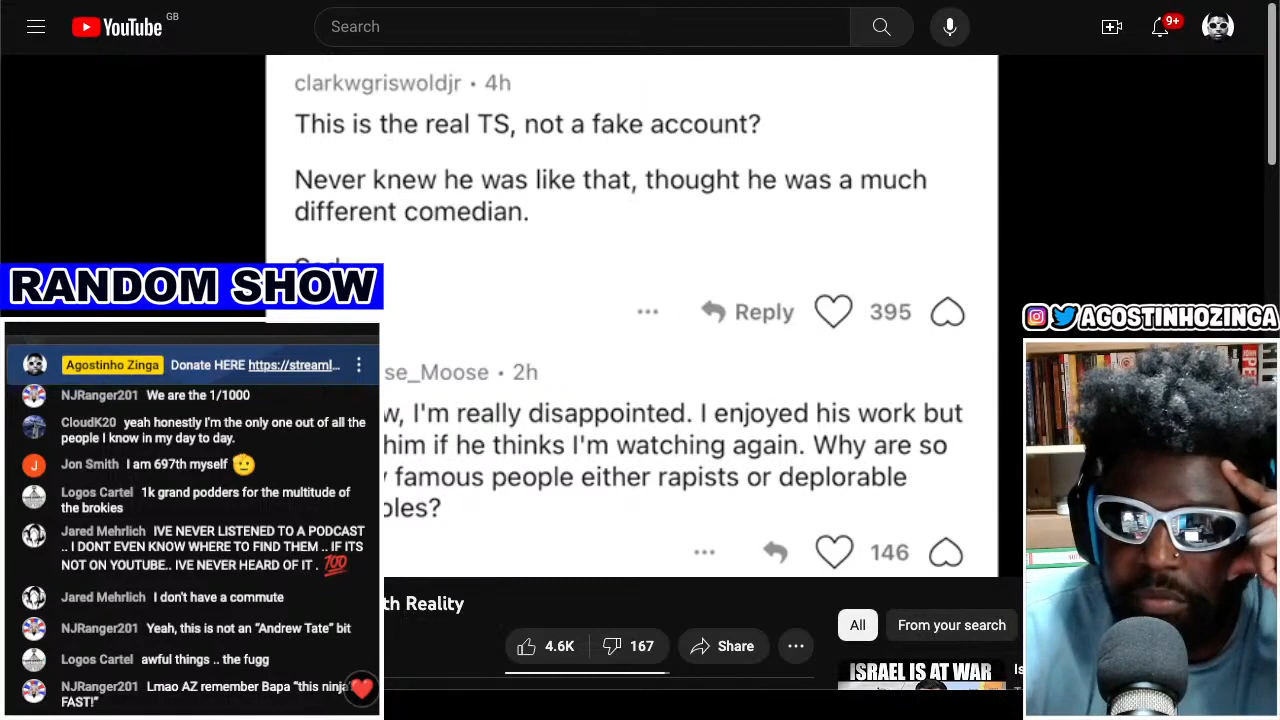 YouTube GB
Search
9+
clarkwgriswoldjr • 4h
This is the real TS, not a fake account?
Never knew he was like that, thought he was a much
different comedian.
... Reply 395
RANDOM SHOW
se_Moose • 2h
w, I'm really disappointed. I enjoyed his work but
him if he thinks I'm watching again. Why are so
famous people either rapists or deplorable
oles?
... 146
th Reality
4.6K 167 Share ...
All From your search
ISRAEL IS AT WAR
Is
Agostinho Zinga Donate HERE https://streaml...
NJRanger201 We are the 1/1000
CloudK20 yeah honestly I'm the only one out of all the
people I know in my day to day.
J Jon Smith I am 697th myself
Logos Cartel 1k grand podders for the multitude of
the brokies
Jared Mehrlich IVE NEVER LISTENED TO A PODCAST
.. I DONT EVEN KNOW WHERE TO FIND THEM .. IF ITS
NOT ON YOUTUBE.. IVE NEVER HEARD OF IT . 100
Jared Mehrlich I don't have a commute
NJRanger201 Yeah, this is not an “Andrew Tate” bit
Logos Cartel awful things .. the fugg
NJRanger201 Lmao AZ remember Bapa “this ninja
FAST!”
@AGOSTINHOZINGA